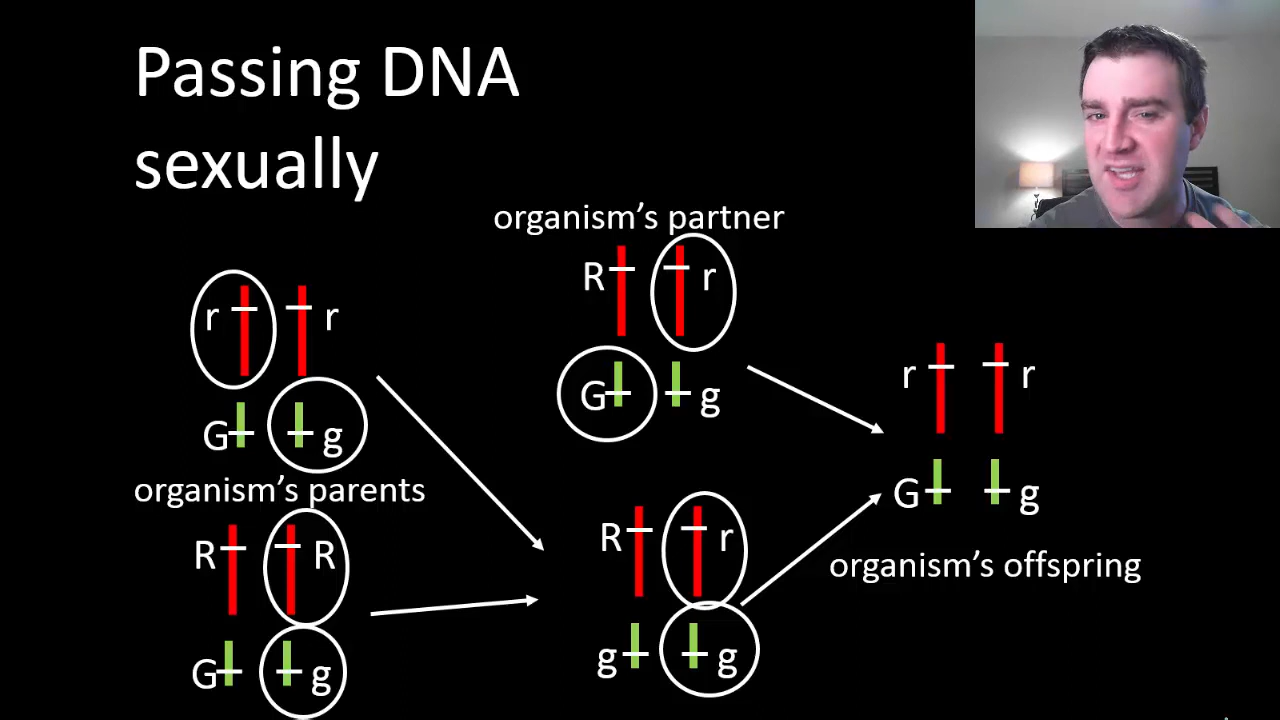 Passing DNA
sexually
organism's partner
R r
G g
r r
G g
organism's parents
R R
G g
R r
g g
r r
G g
organism's offspring